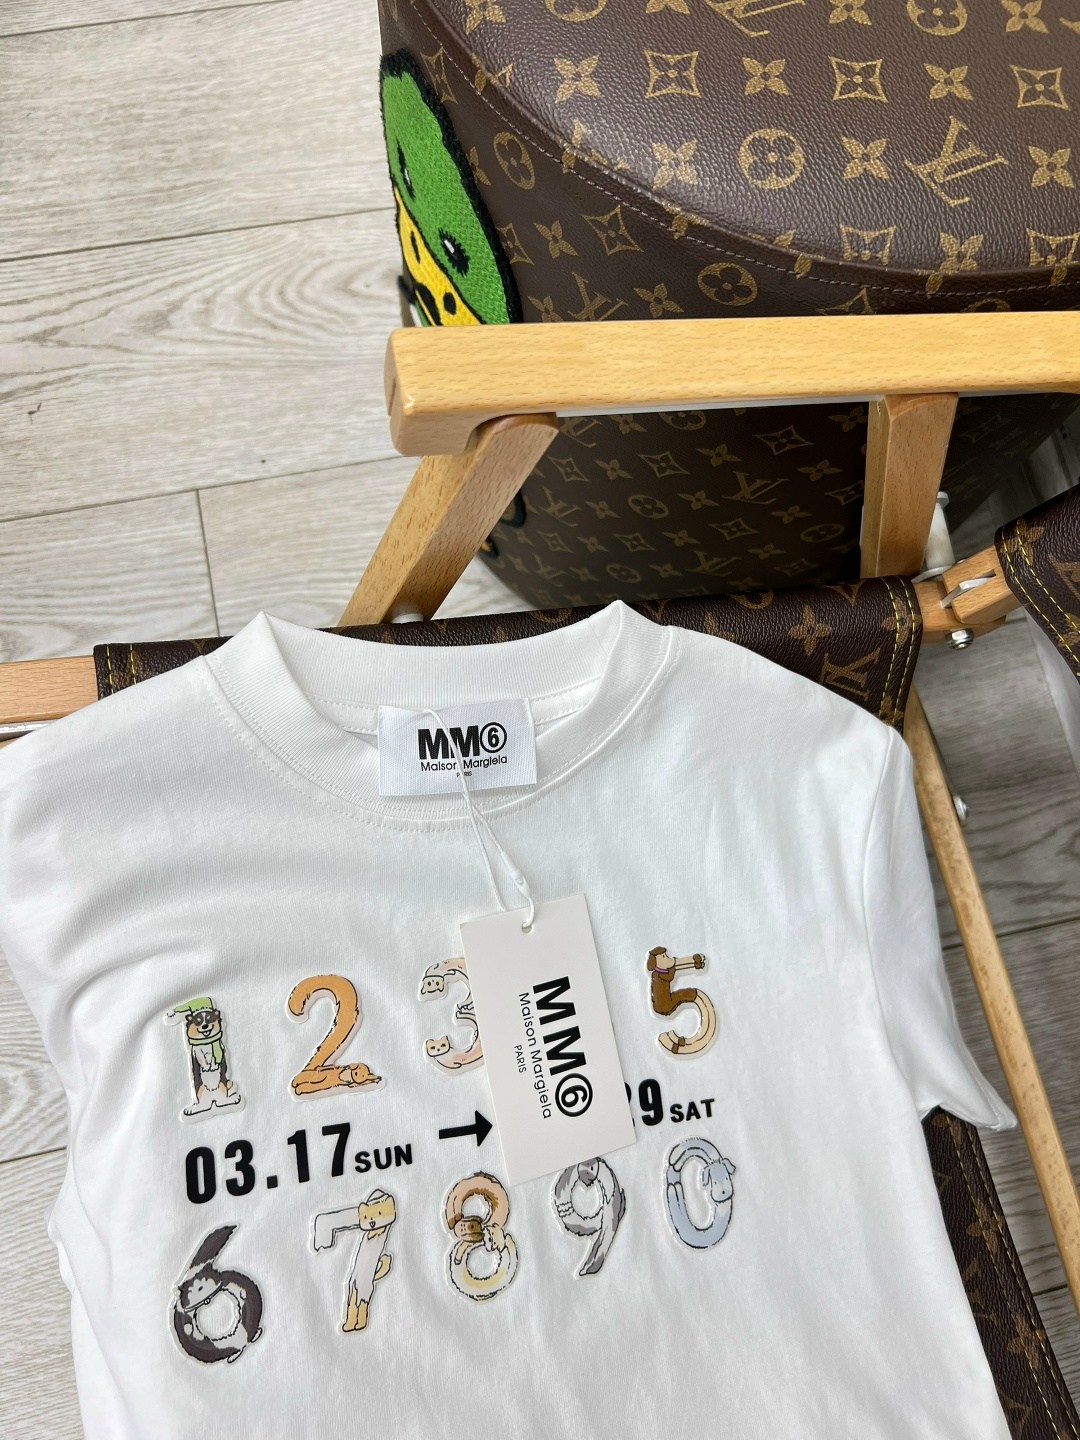 MM6
Maison Margiela
PARIS
MM6
Maison Margiela
PARIS
1 2 3 5
03.17 SUN → 29 SAT
6 7 8 9 0